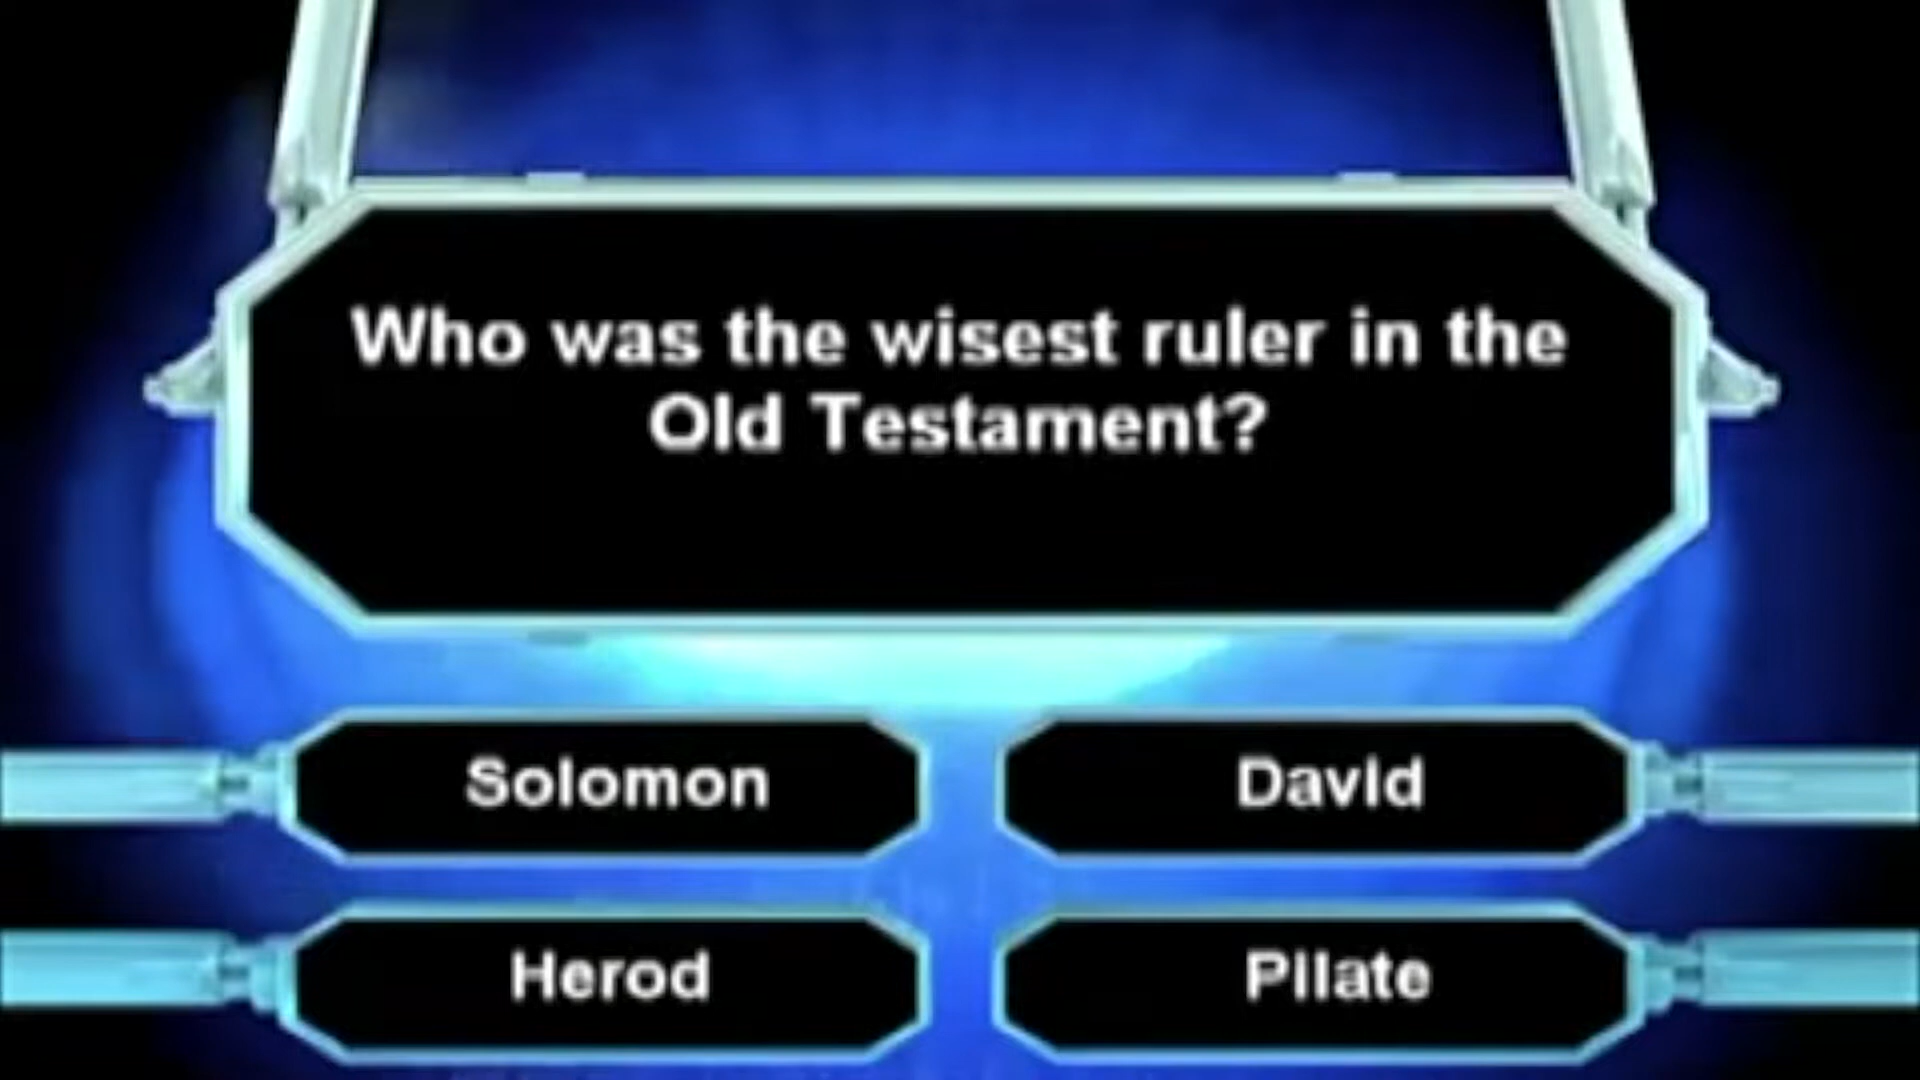 Who was the wisest ruler in the
Old Testament?
Solomon
David
Herod
Pilate